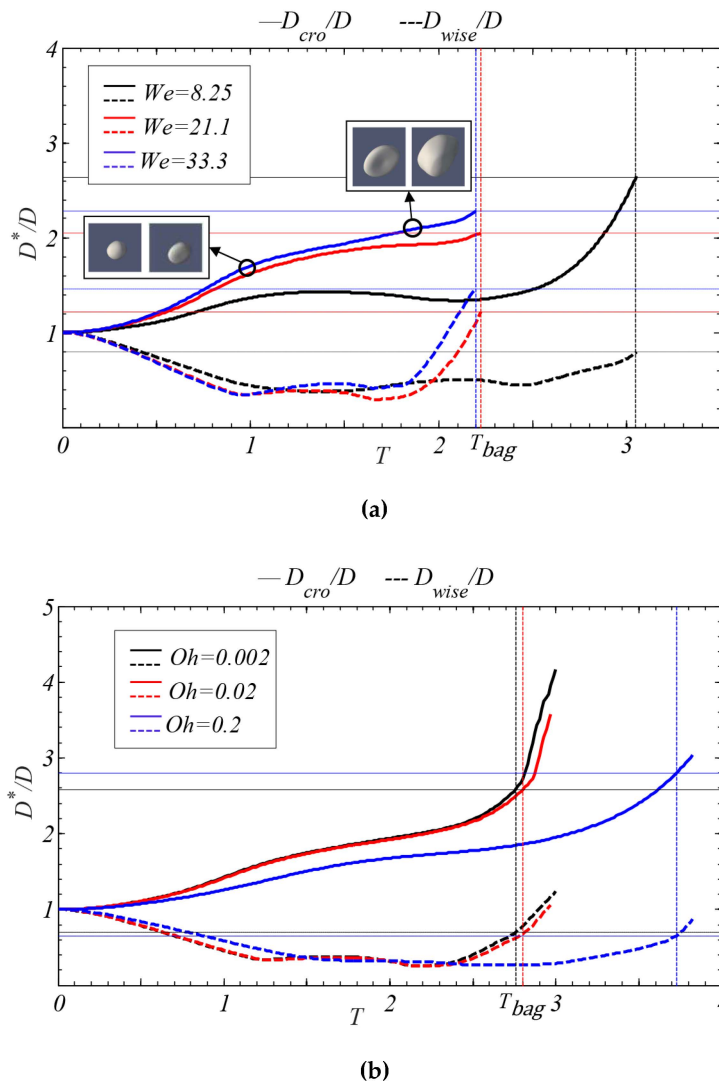 —D_cro/D ---D_wise/D
4
We=8.25
We=21.1
We=33.3
3
D*/D
2
1
0 1 2 3
T T_bag
(a)
— D_cro/D --- D_wise/D
5
Oh=0.002
Oh=0.02
Oh=0.2
4
3
D*/D
2
1
0 1 2 3 4
T T_bag
(b)